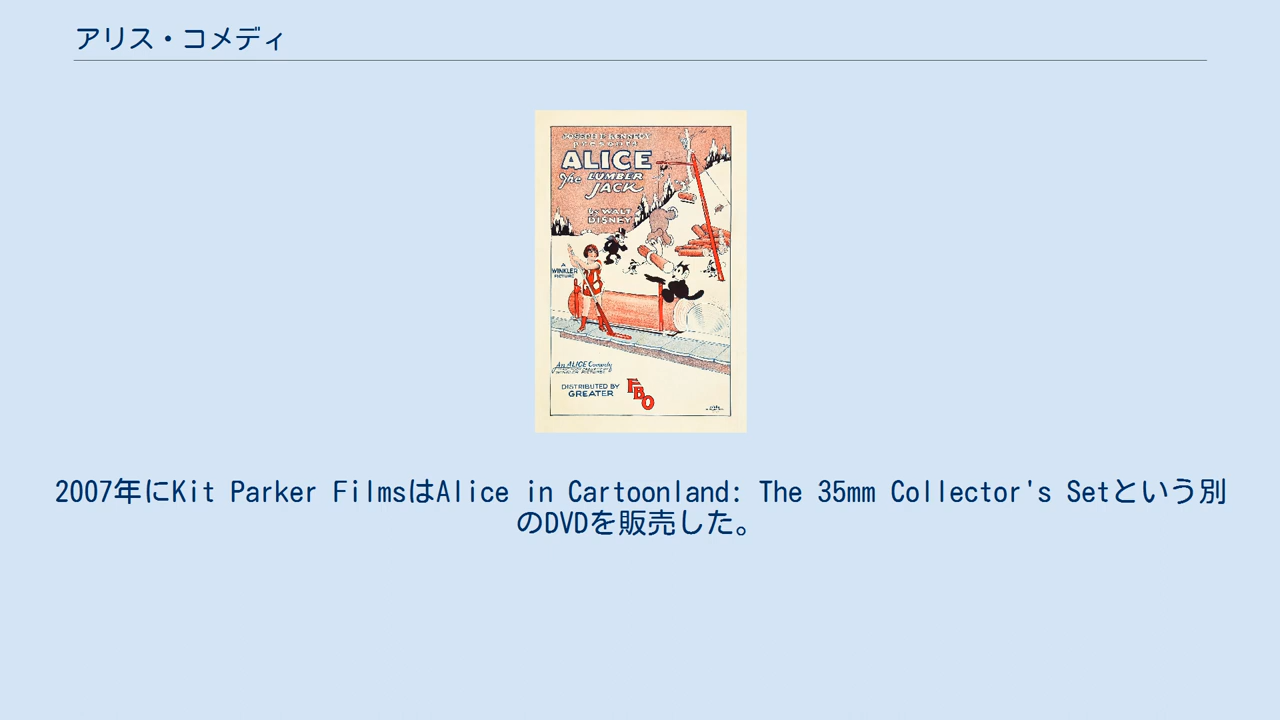 アリス・コメディ
JOSEPH P. KENNEDY
presents
ALICE
The LUMBER
JACK
by WALT
DISNEY
A
WINKLER
PICTURE
An ALICE Comedy
DISTRIBUTED BY
GREATER
FBO
2007年にKit Parker FilmsはAlice in Cartoonland: The 35mm Collector's Setという別
のDVDを販売した。